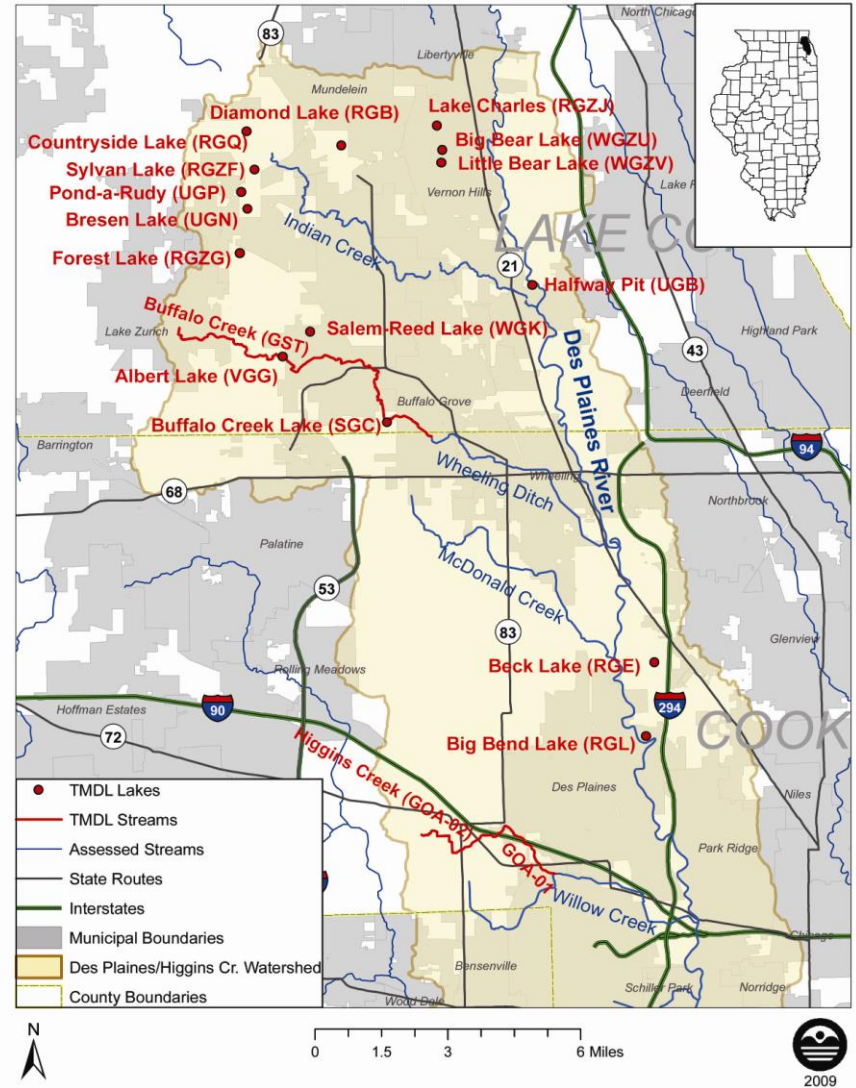 83
North Chicago
Libertyville
Mundelein
Diamond Lake (RGB)
Lake Charles (RGZJ)
Countryside Lake (RGQ)
Big Bear Lake (WGZU)
Sylvan Lake (RGZF)
Little Bear Lake (WGZV)
Pond-a-Rudy (UGP)
Vernon Hills
Bresen Lake (UGN)
Indian Creek
LAKE CO
Forest Lake (RGZG)
21
Halfway Pit (UGB)
Buffalo Creek (GST)
Lake Zurich
Salem-Reed Lake (WGK)
Highland Park
43
Des Plaines River
Albert Lake (VGG)
Deerfield
Buffalo Grove
Buffalo Creek Lake (SGC)
Barrington
94
Wheeling Ditch
Wheeling
68
Northbrook
Palatine
McDonald Creek
53
83
Glenview
Beck Lake (RGE)
Rolling Meadows
Hoffman Estates
90
294
72
Higgins Creek (GOA-02)
Big Bend Lake (RGL)
COOK
Des Plaines
Niles
GOA-01
Park Ridge
Willow Creek
Chicago
Bensenville
Schiller Park
Norridge
Wood Dale
TMDL Lakes
TMDL Streams
Assessed Streams
State Routes
Interstates
Municipal Boundaries
Des Plaines/Higgins Cr. Watershed
County Boundaries
N
0 1.5 3 6 Miles
2009